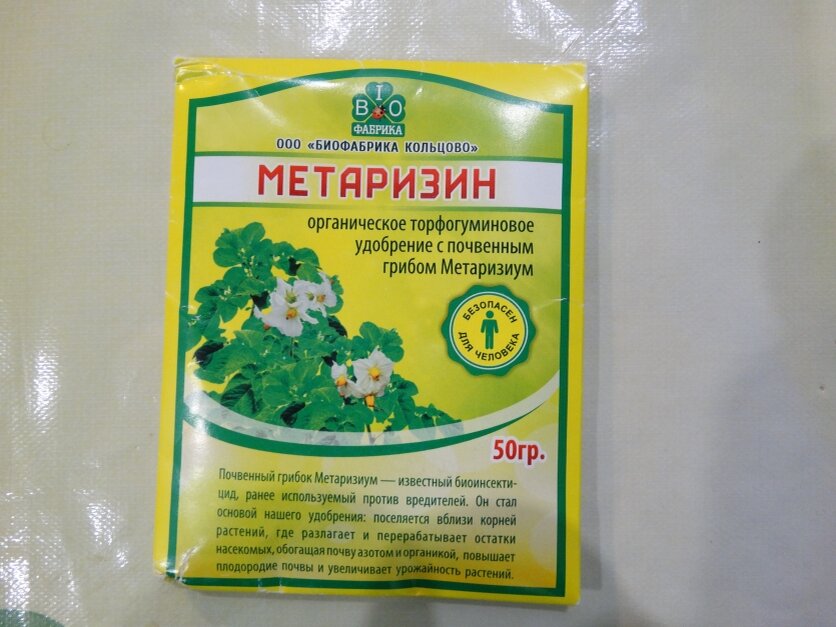 I
B O
ФАБРИКА
ООО «БИОФАБРИКА КОЛЬЦОВО»
МЕТАРИЗИН
органическое торфогуминовое
удобрение с почвенным
грибом Метаризиум
БЕЗОПАСЕН
ДЛЯ ЧЕЛОВЕКА
50гр.
Почвенный грибок Метаризиум — известный биоинсекти-
цид, ранее используемый против вредителей. Он стал
основой нашего удобрения: поселяется вблизи корней
растений, где разлагает и перерабатывает остатки
насекомых, обогащая почву азотом и органикой, повышает
плодородие почвы и увеличивает урожайность растений.